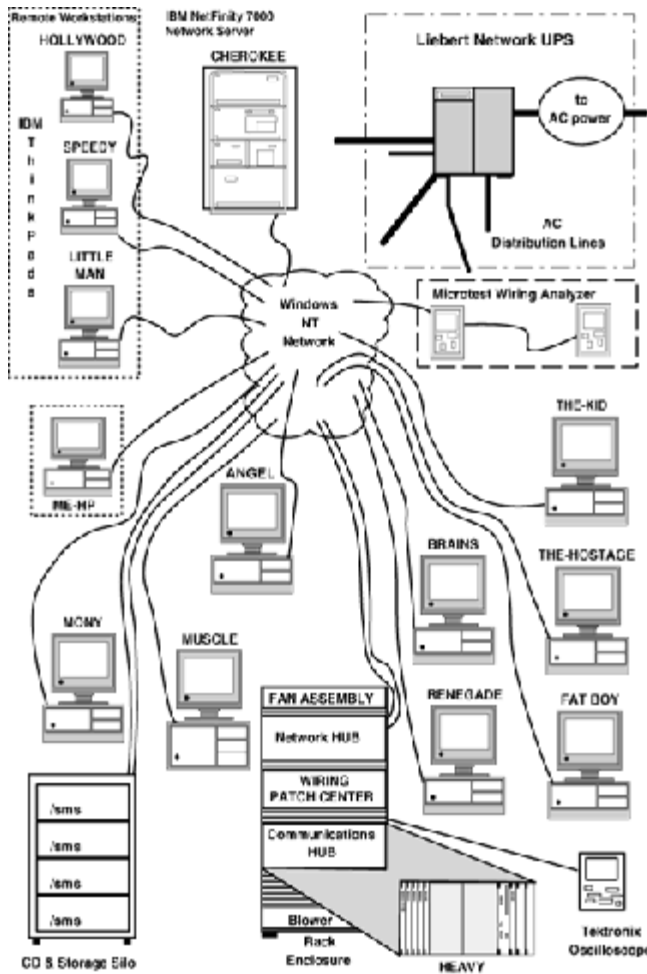 Remote Workstations
HOLLYWOOD
IBM ThinkPads
SPEEDY
LITTLE
MAN
IBM NetFinity 7000
Network Server
CHEROKEE
Liebert Network UPS
to
AC power
AC
Distribution Lines
Windows
NT
Network
Microtest Wiring Analyzer
ME-HP
ANGEL
THE-KID
BRAINS
THE-HOSTAGE
MONY
MUSCLE
RENEGADE
FAT BOY
FAN ASSEMBLY
Network HUB
WIRING
PATCH CENTER
Communications
HUB
Blower
Rack
Enclosure
/sms
/sms
/sms
/sms
CD & Storage Silo
HEAVY
Tektronix
Oscilloscope